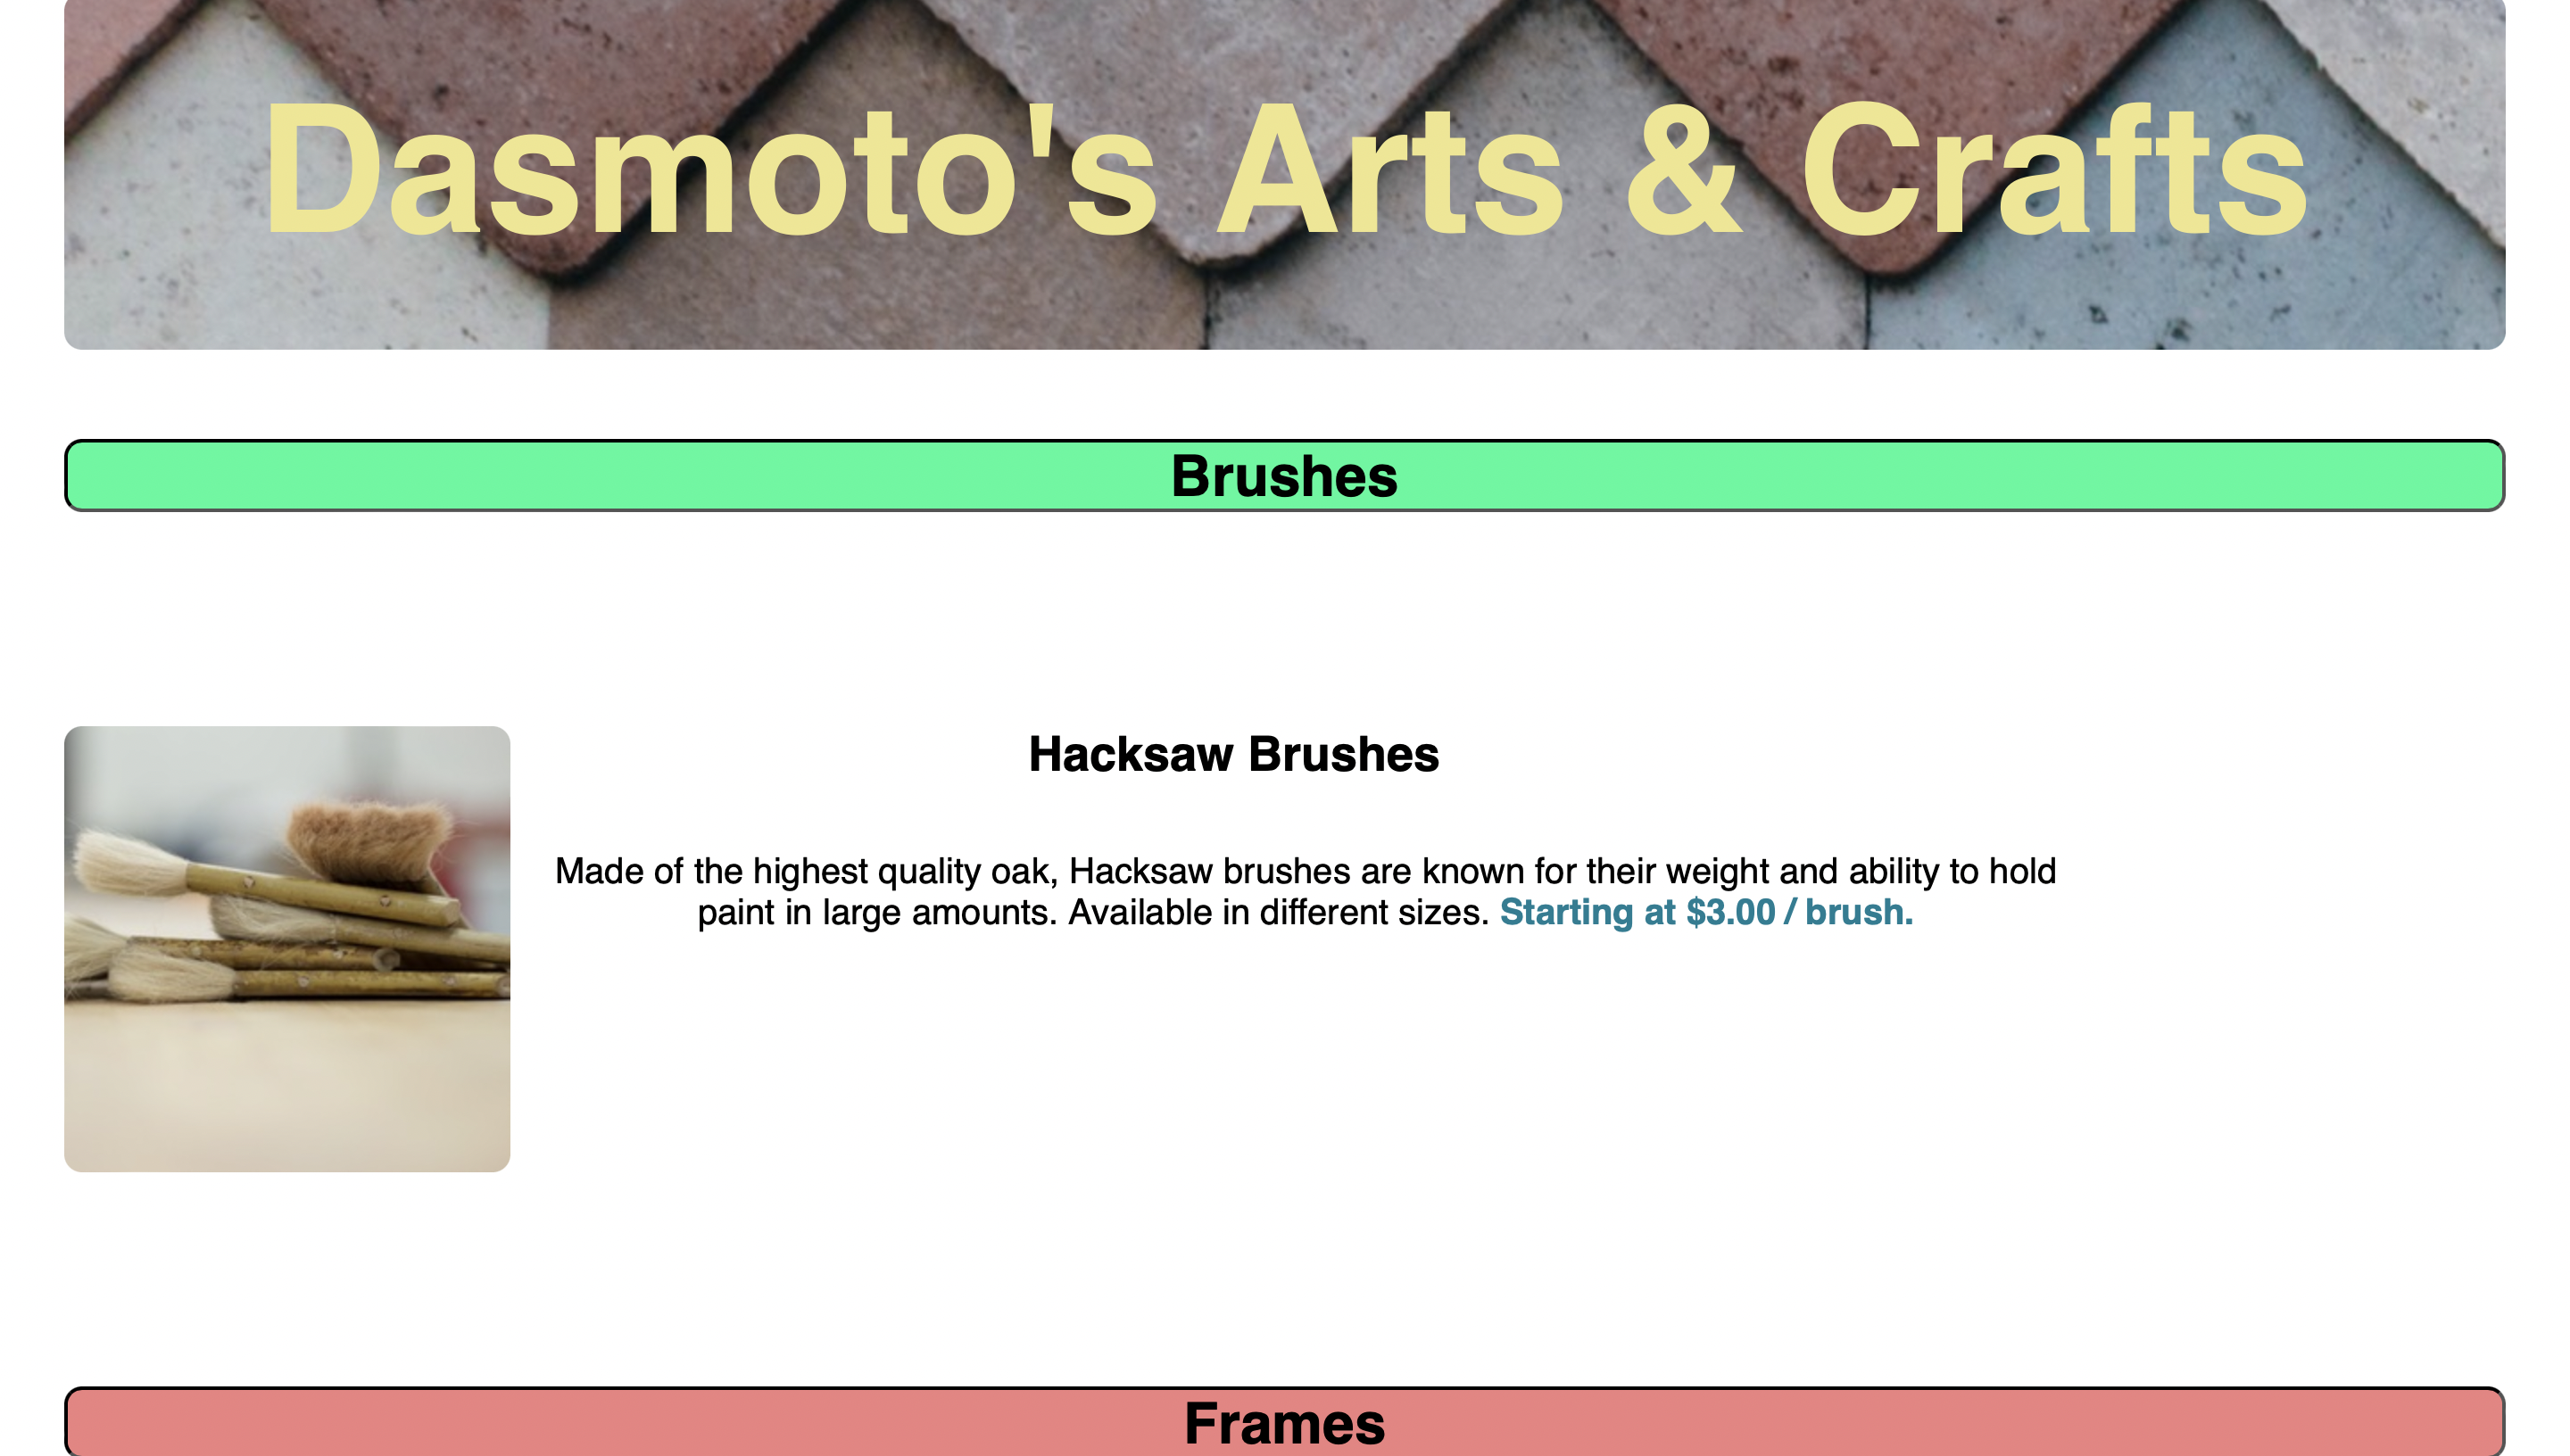 Dasmoto's Arts & Crafts
Brushes
Hacksaw Brushes
Made of the highest quality oak, Hacksaw brushes are known for their weight and ability to hold
paint in large amounts. Available in different sizes. Starting at $3.00 / brush.
Frames